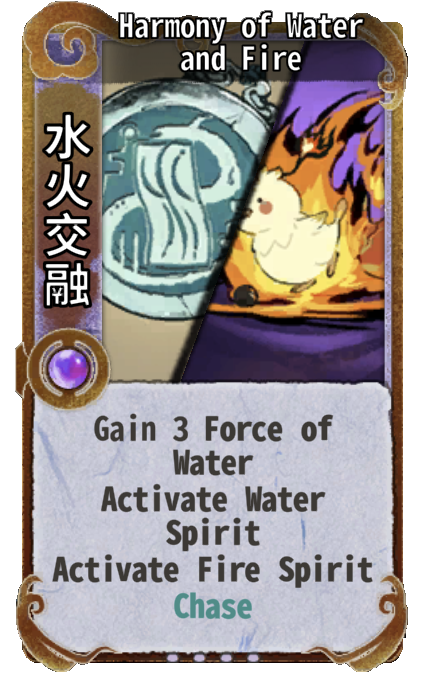 Harmony of Water
and Fire
水火交融
Gain 3 Force of
Water
Activate Water
Spirit
Activate Fire Spirit
Chase